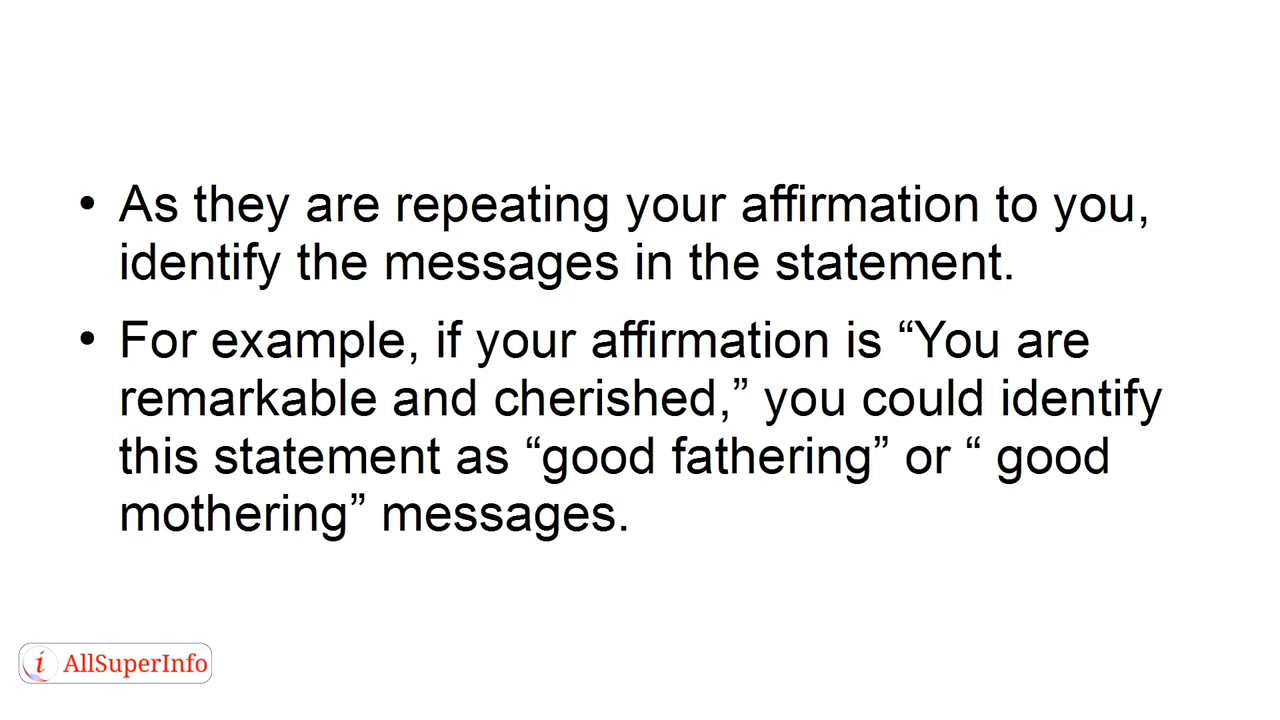 • As they are repeating your affirmation to you,
identify the messages in the statement.
• For example, if your affirmation is “You are
remarkable and cherished,” you could identify
this statement as “good fathering” or “ good
mothering” messages.
i AllSuperInfo